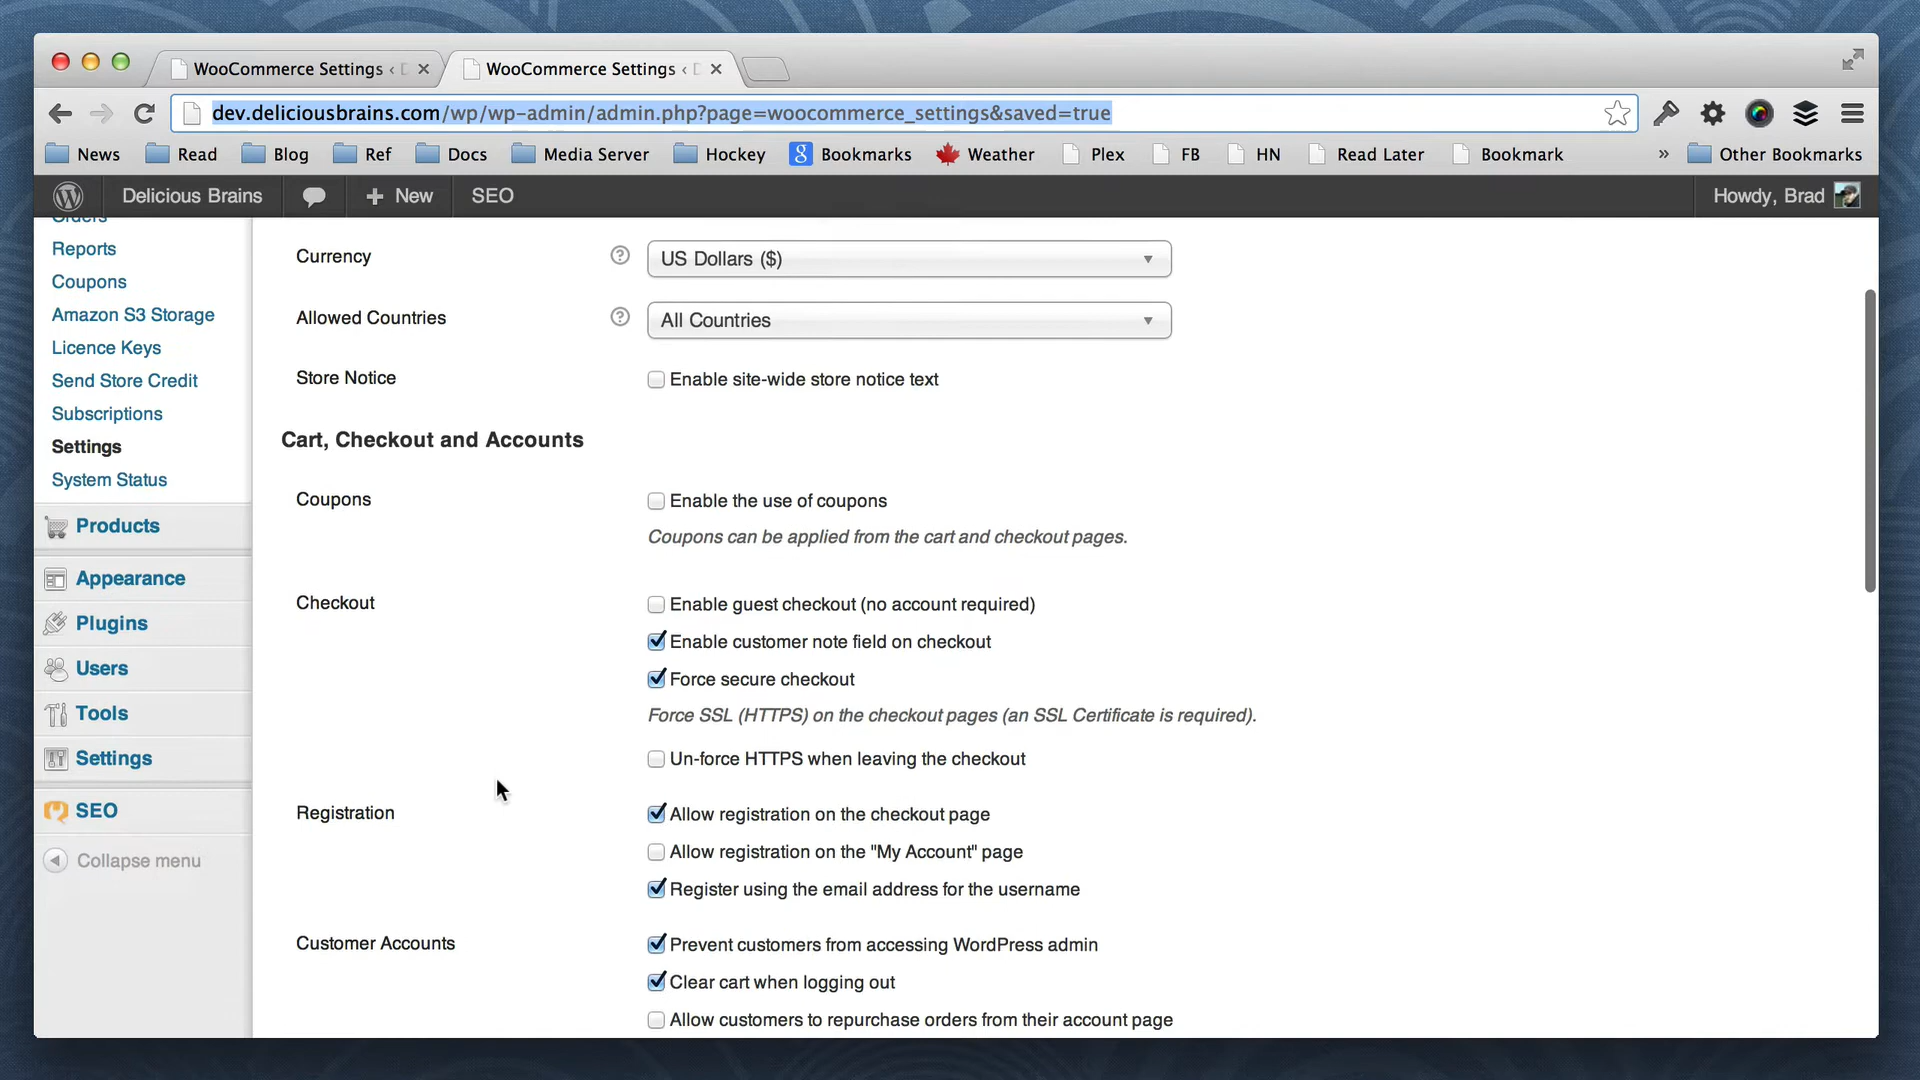 WooCommerce Settings ‹ D
WooCommerce Settings ‹ D
dev.deliciousbrains.com/wp/wp-admin/admin.php?page=woocommerce_settings&saved=true
News Read Blog Ref Docs Media Server Hockey Bookmarks Weather Plex FB HN Read Later Bookmark » Other Bookmarks
Delicious Brains + New SEO Howdy, Brad
Orders
Reports
Coupons
Amazon S3 Storage
Licence Keys
Send Store Credit
Subscriptions
Settings
System Status
Products
Appearance
Plugins
Users
Tools
Settings
SEO
Collapse menu
Currency ? US Dollars ($)
Allowed Countries ? All Countries
Store Notice Enable site-wide store notice text
Cart, Checkout and Accounts
Coupons Enable the use of coupons
Coupons can be applied from the cart and checkout pages.
Checkout Enable guest checkout (no account required)
Enable customer note field on checkout
Force secure checkout
Force SSL (HTTPS) on the checkout pages (an SSL Certificate is required).
Un-force HTTPS when leaving the checkout
Registration Allow registration on the checkout page
Allow registration on the "My Account" page
Register using the email address for the username
Customer Accounts Prevent customers from accessing WordPress admin
Clear cart when logging out
Allow customers to repurchase orders from their account page